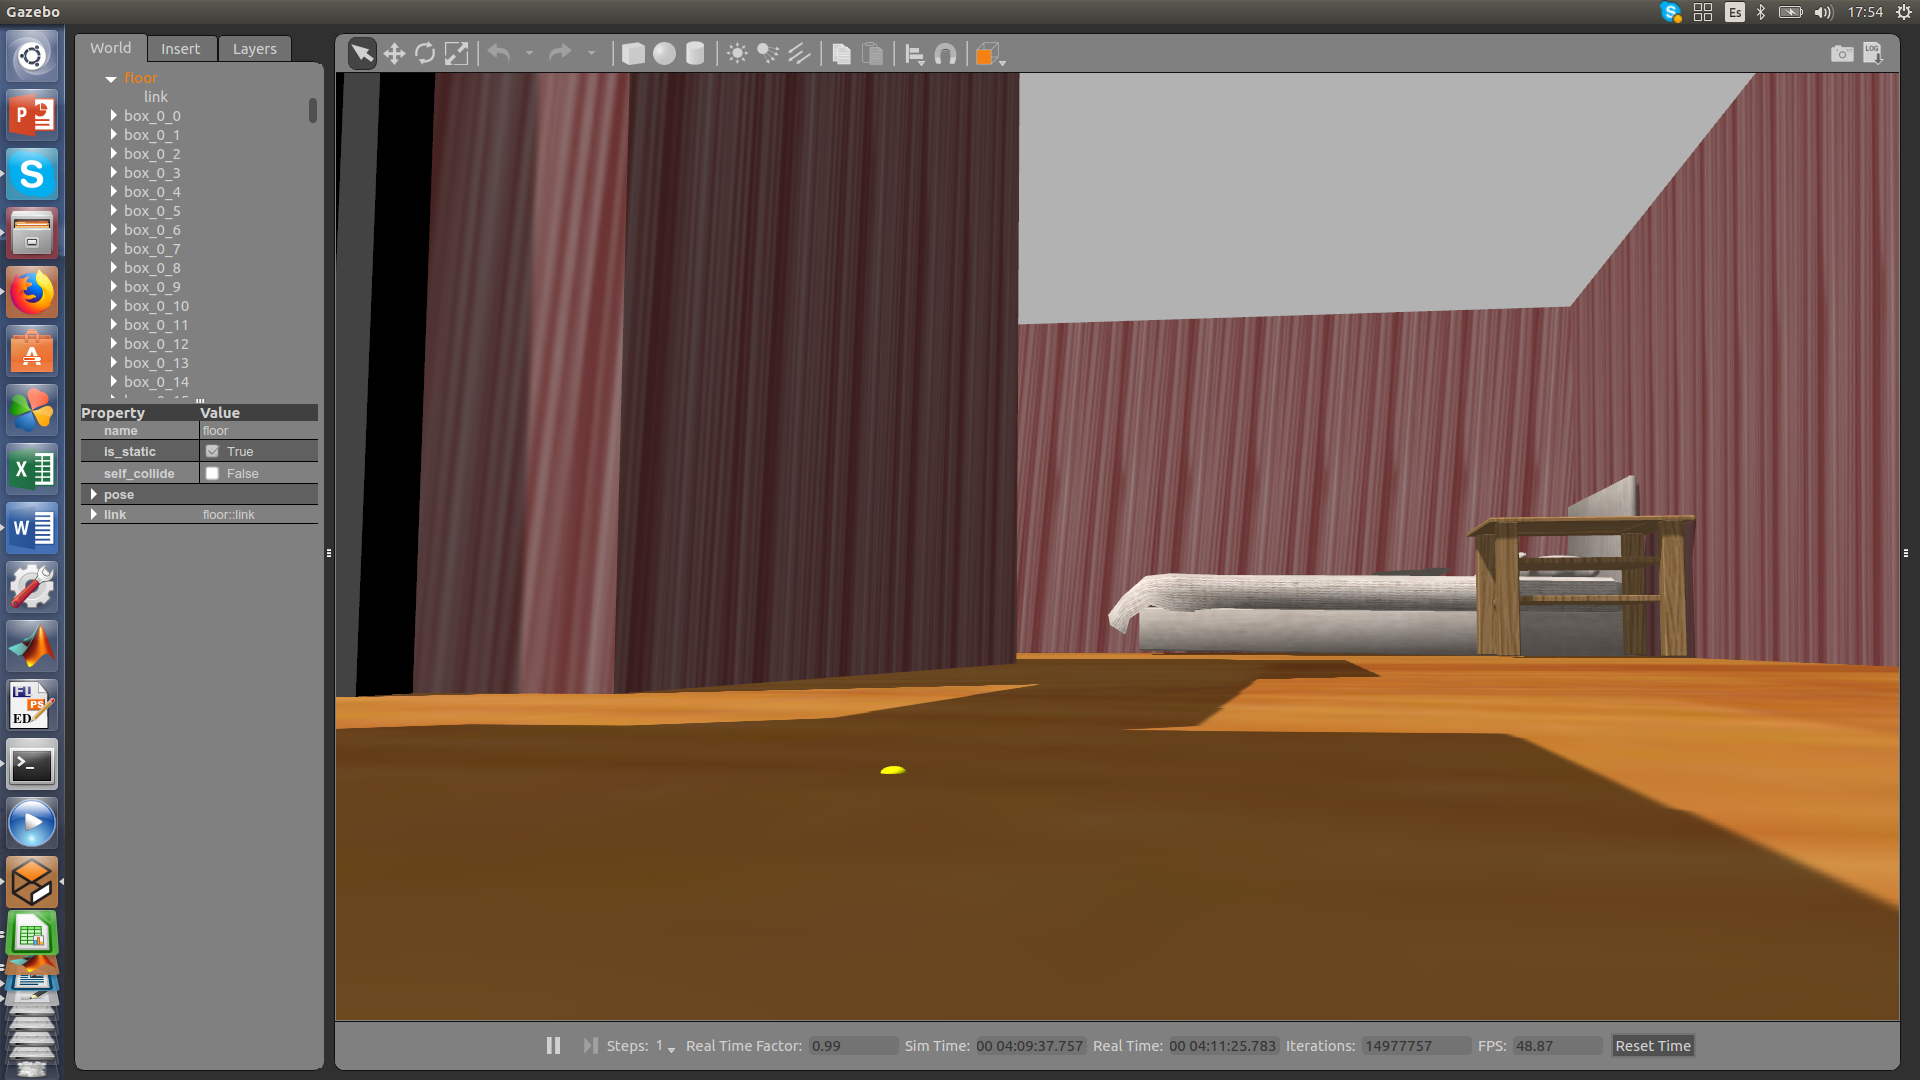 Gazebo
Es
17:54
World
Insert
Layers
LOG
floor
link
box_0_0
box_0_1
box_0_2
box_0_3
box_0_4
box_0_5
box_0_6
box_0_7
box_0_8
box_0_9
box_0_10
box_0_11
box_0_12
box_0_13
box_0_14
Property Value
name floor
is_static True
self_collide False
pose
link floor::link
Steps: 1 Real Time Factor: 0.99 Sim Time: 00 04:09:37.757 Real Time: 00 04:11:25.783 Iterations: 14977757 FPS: 48.87 Reset Time